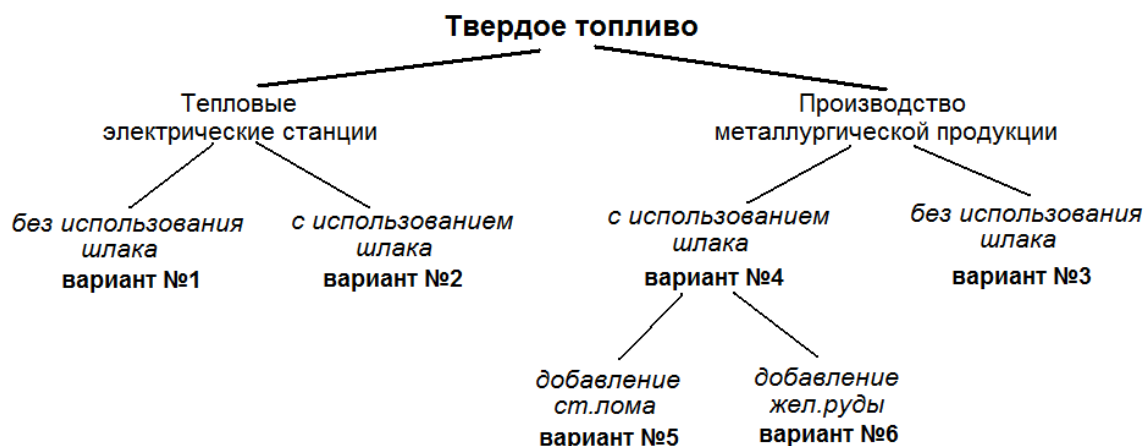 Твердое топливо
Тепловые
электрические станции
Производство
металлургической продукции
без использования
шлака
вариант №1
с использованием
шлака
вариант №2
с использованием
шлака
вариант №4
без использования
шлака
вариант №3
добавление
ст.лома
вариант №5
добавление
жел.руды
вариант №6